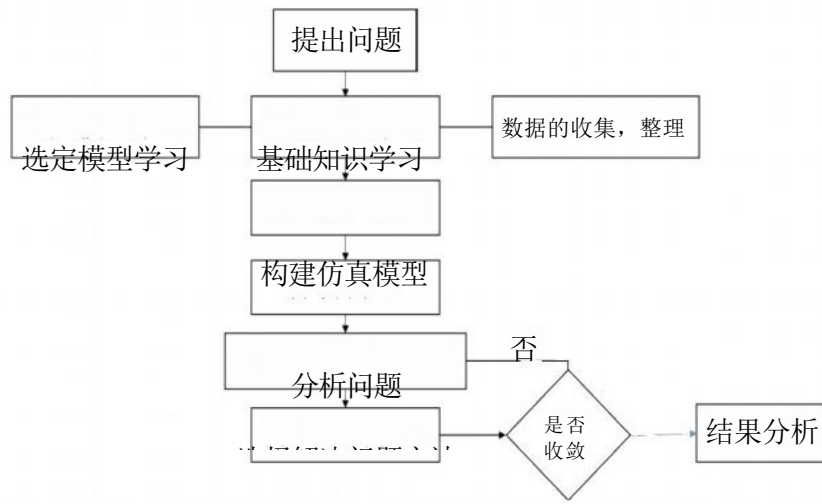 提出问题
选定模型学习
基础知识学习
数据的收集，整理
构建仿真模型
分析问题
否
是否
收敛
结果分析